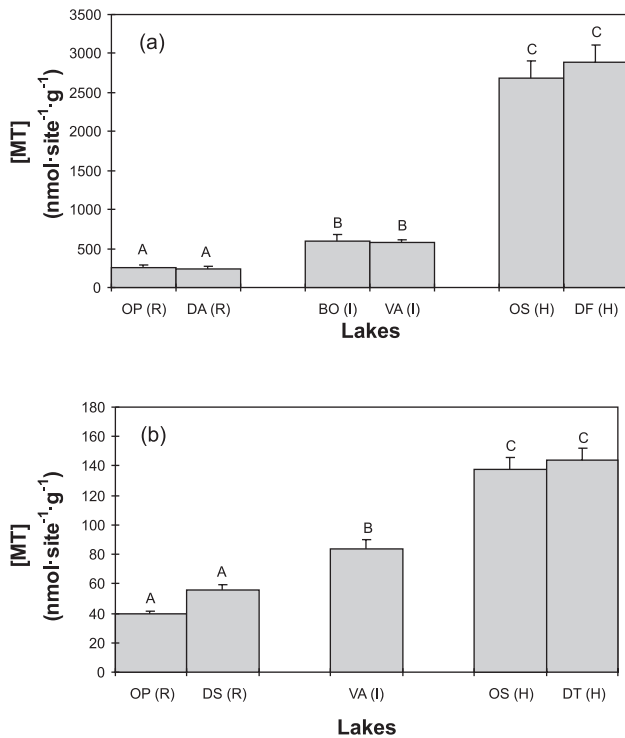 (a)
[MT]
(nmol·site⁻¹·g⁻¹)
3500
3000
2500
2000
1500
1000
500
0
A
A
B
B
C
C
OP (R) DA (R) BO (I) VA (I) OS (H) DF (H)
Lakes
(b)
[MT]
(nmol·site⁻¹·g⁻¹)
180
160
140
120
100
80
60
40
20
0
A
A
B
C
C
OP (R) DS (R) VA (I) OS (H) DT (H)
Lakes